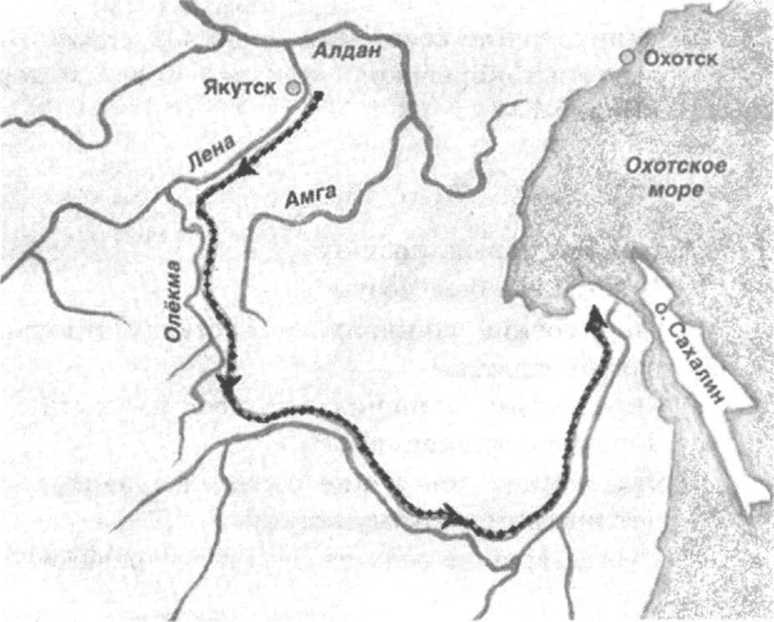 Алдан
Охотск
Якутск
Лена
Охотское
море
Амга
Олёкма
о. Сахалин